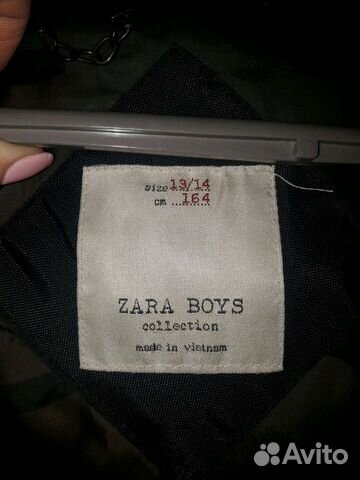 size 13/14
cm ....164
ZARA BOYS
collection
made in vietnam
Avito